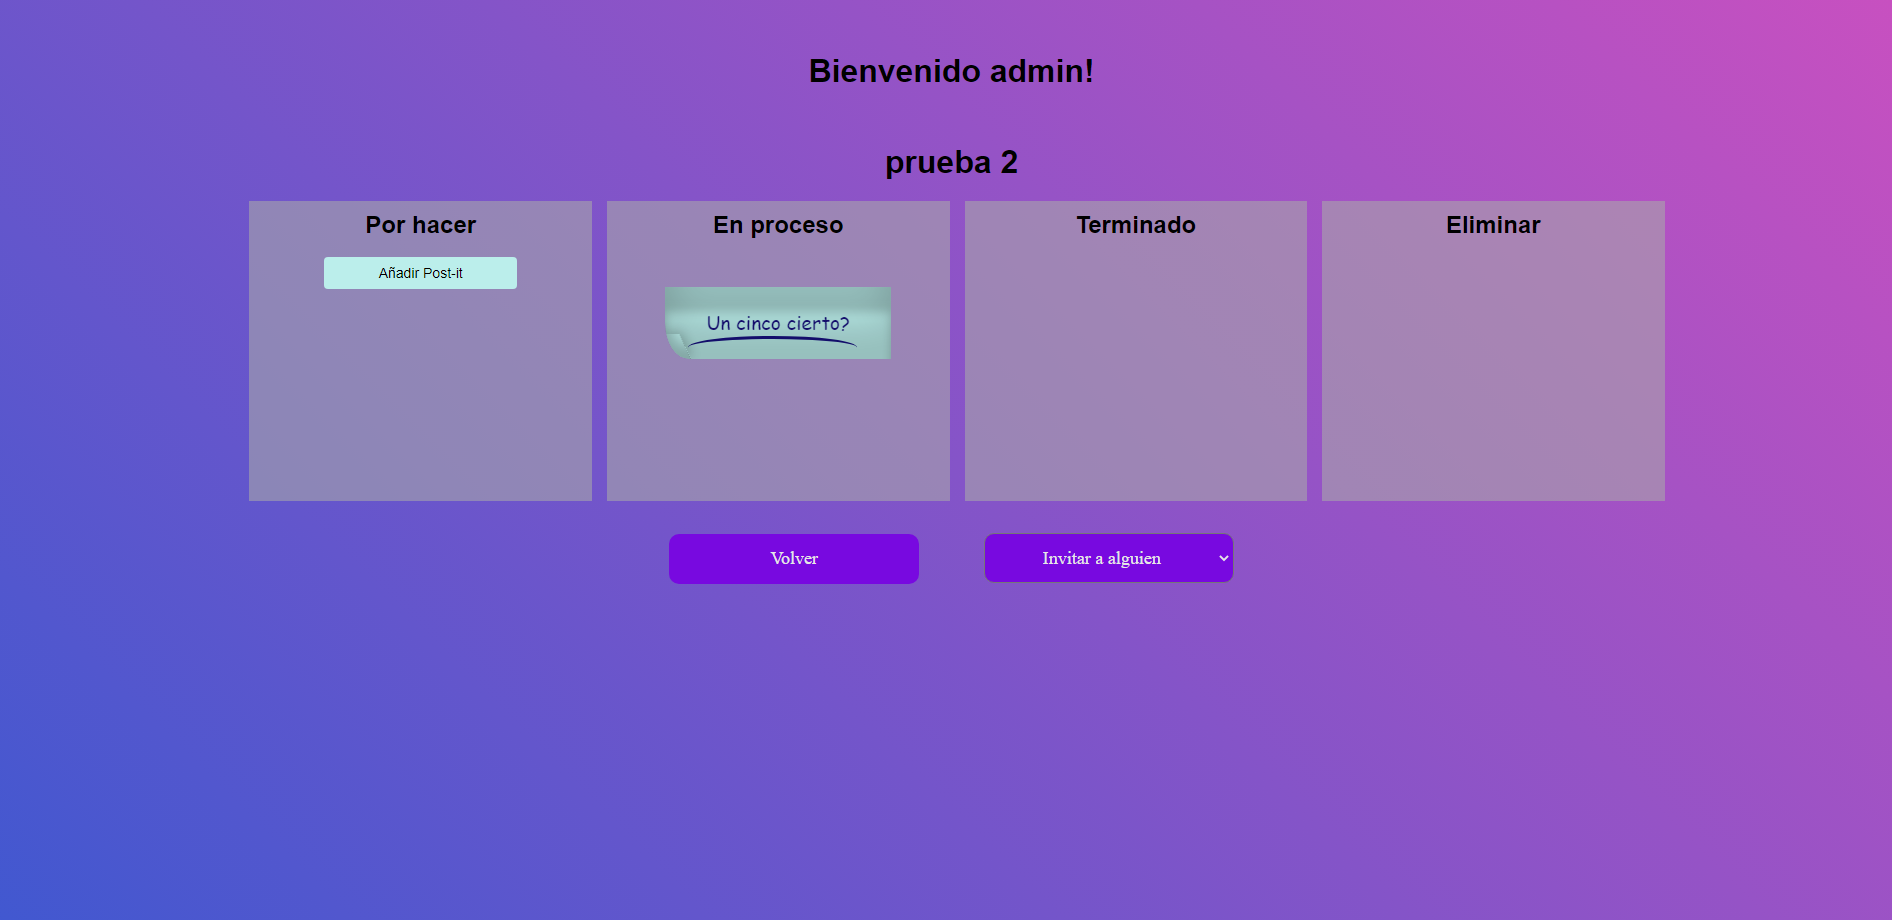 Bienvenido admin!
prueba 2
Por hacer
Añadir Post-it
En proceso
Un cinco cierto?
Terminado
Eliminar
Volver
Invitar a alguien